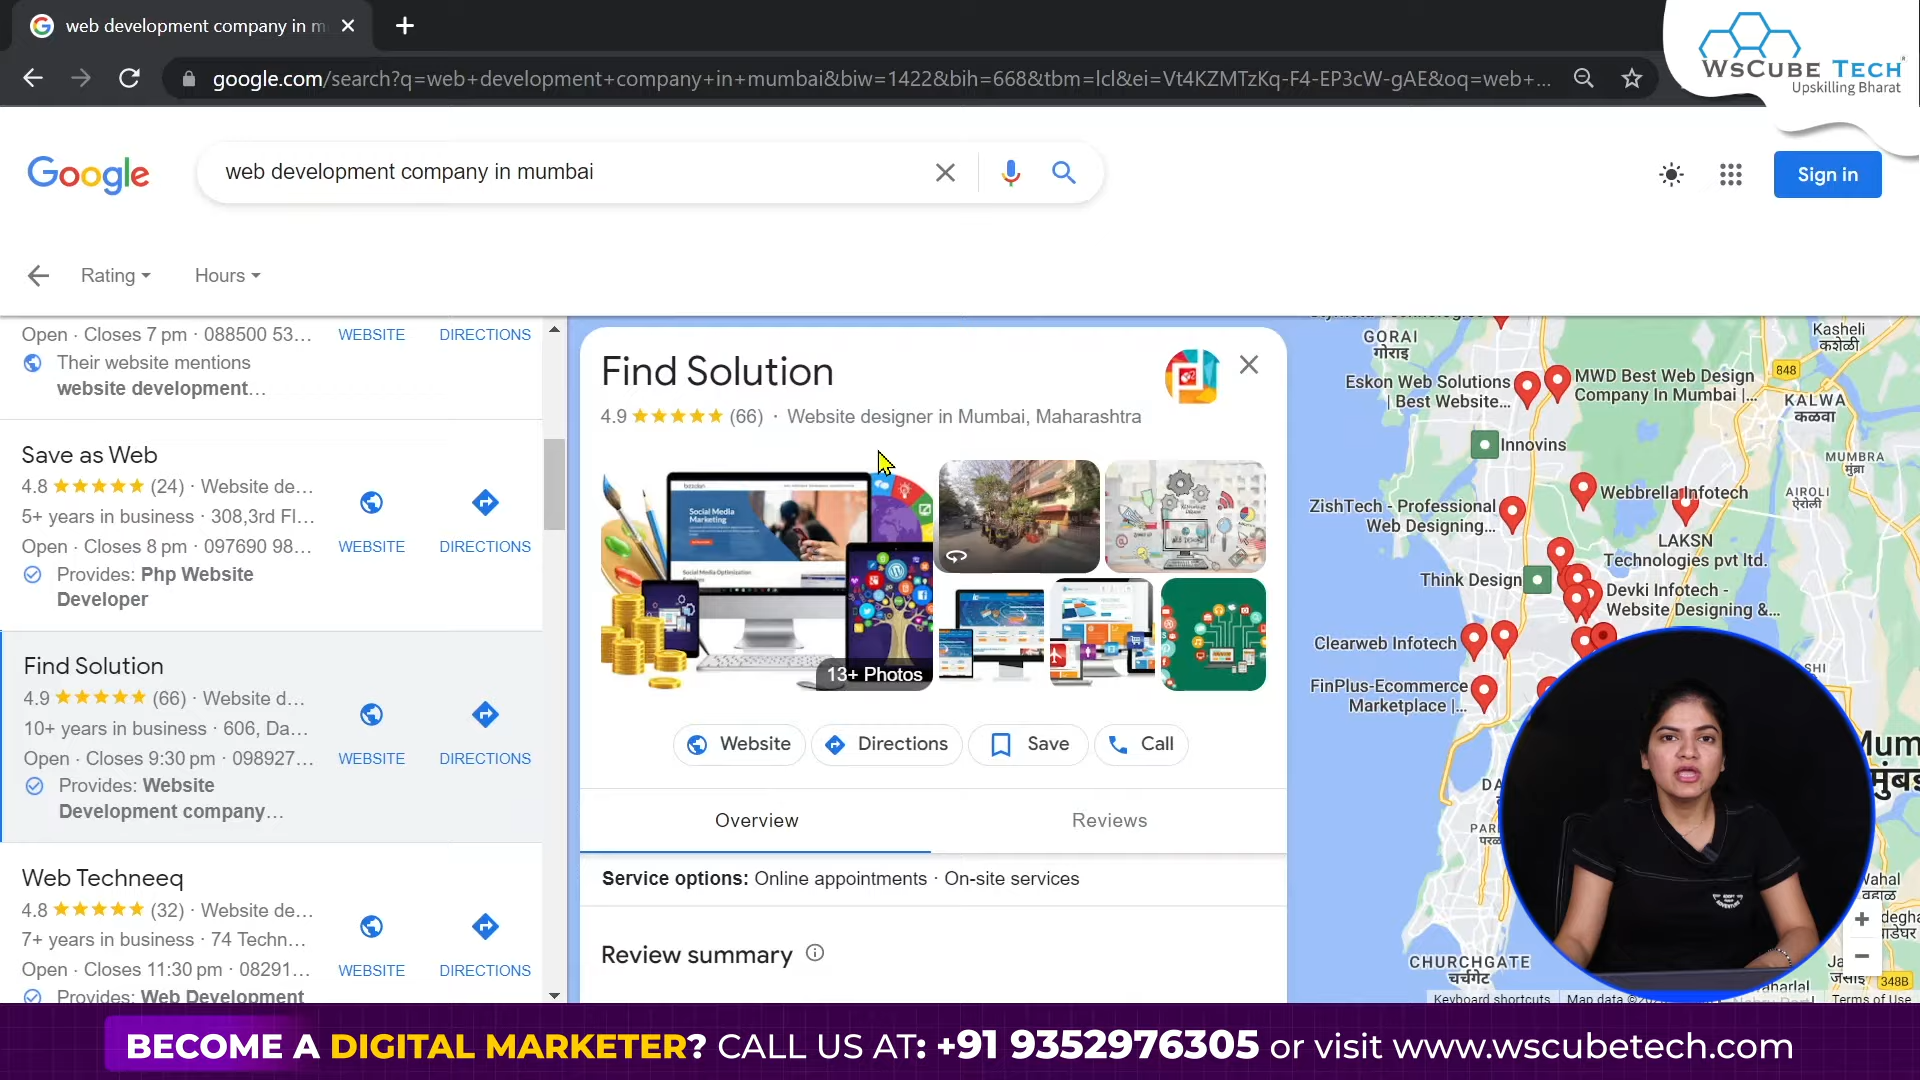 web development company in m
google.com/search?q=web+development+company+in+mumbai&biw=1422&bih=668&tbm=lcl&ei=Vt4KZMTzKq-F4-EP3cW-gAE&oq=web+...
WsCube Tech
Upskilling Bharat
Google
web development company in mumbai
Sign in
Rating
Hours
Open · Closes 7 pm · 088500 53...
WEBSITE
DIRECTIONS
Their website mentions
website development...
Save as Web
4.8 (24) · Website de...
5+ years in business · 308,3rd Fl...
Open · Closes 8 pm · 097690 98...
WEBSITE
DIRECTIONS
Provides: Php Website
Developer
Find Solution
4.9 (66) · Website d...
10+ years in business · 606, Da...
Open · Closes 9:30 pm · 098927...
WEBSITE
DIRECTIONS
Provides: Website
Development company...
Web Techneeq
4.8 (32) · Website de...
7+ years in business · 74 Techn...
Open · Closes 11:30 pm · 08291...
WEBSITE
DIRECTIONS
Provides: Web Development
Find Solution
4.9 (66) · Website designer in Mumbai, Maharashtra
Social Media
Marketing
13+ Photos
Website
Directions
Save
Call
Overview
Reviews
Service options: Online appointments · On-site services
Review summary
GORAI
गोराई
Kasheli
कशेळी
848
Eskon Web Solutions
| Best Website...
MWD Best Web Design
Company In Mumbai |...
KALWA
कळवा
Innovins
MUMBRA
मुंब्रा
ZishTech - Professional
Web Designing...
Webbrella Infotech
AIROLI
ऐरोली
LAKSN
Technologies pvt ltd.
Think Design
Devki Infotech -
Website Designing &...
Clearweb Infotech
FinPlus-Ecommerce
Marketplace |...
CHURCHGATE
चर्चगेट
348B
Keyboard shortcuts
Map data
Terms of Use
BECOME A DIGITAL MARKETER? CALL US AT: +91 9352976305 or visit www.wscubetech.com